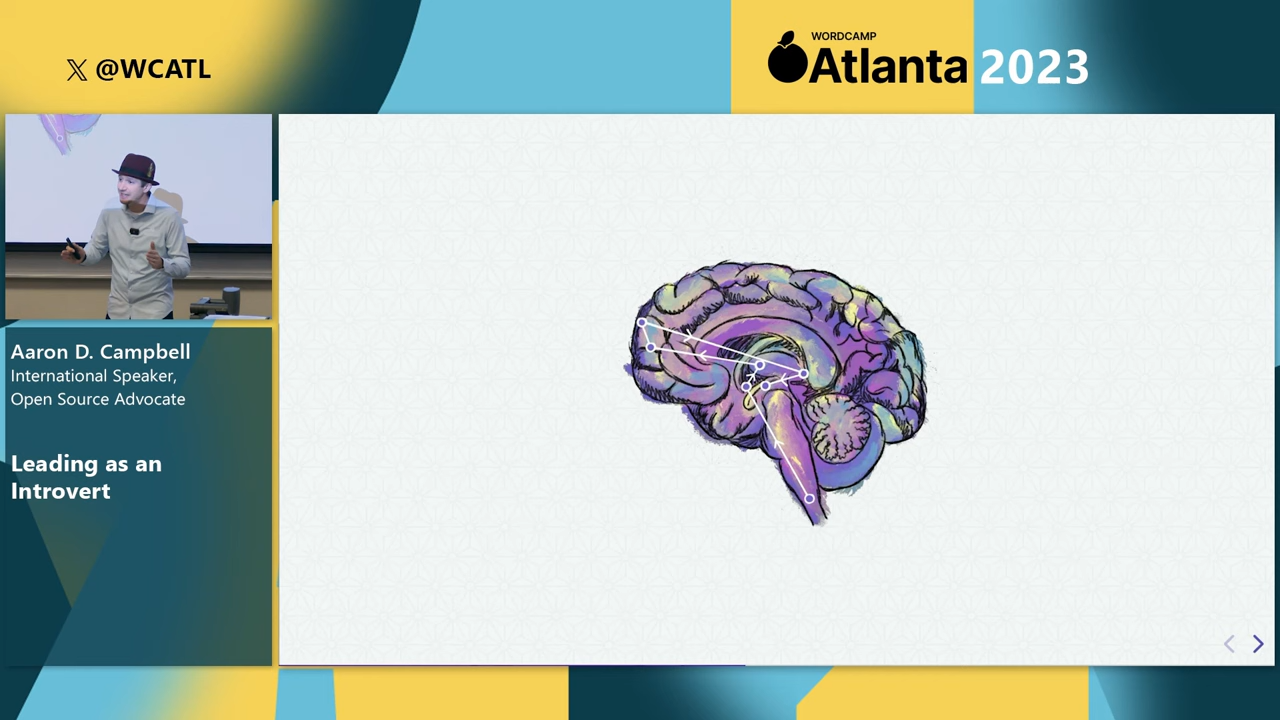 𝕏 @WCATL
WORDCAMP
Atlanta 2023
Aaron D. Campbell
International Speaker,
Open Source Advocate
Leading as an
Introvert